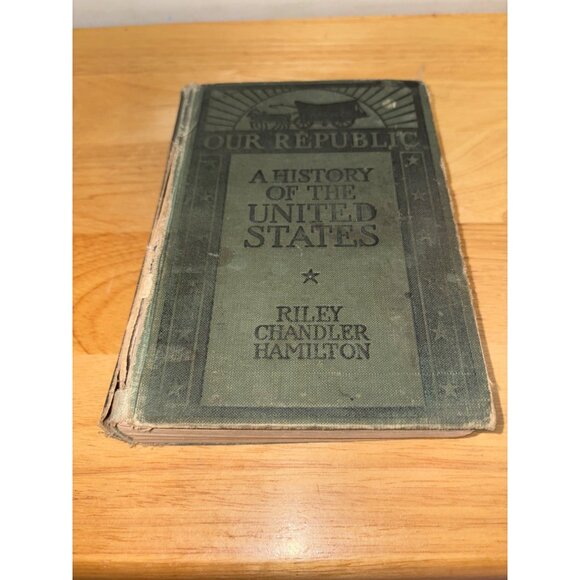 OUR REPUBLIC
A HISTORY
OF THE
UNITED
STATES
RILEY
CHANDLER
HAMILTON